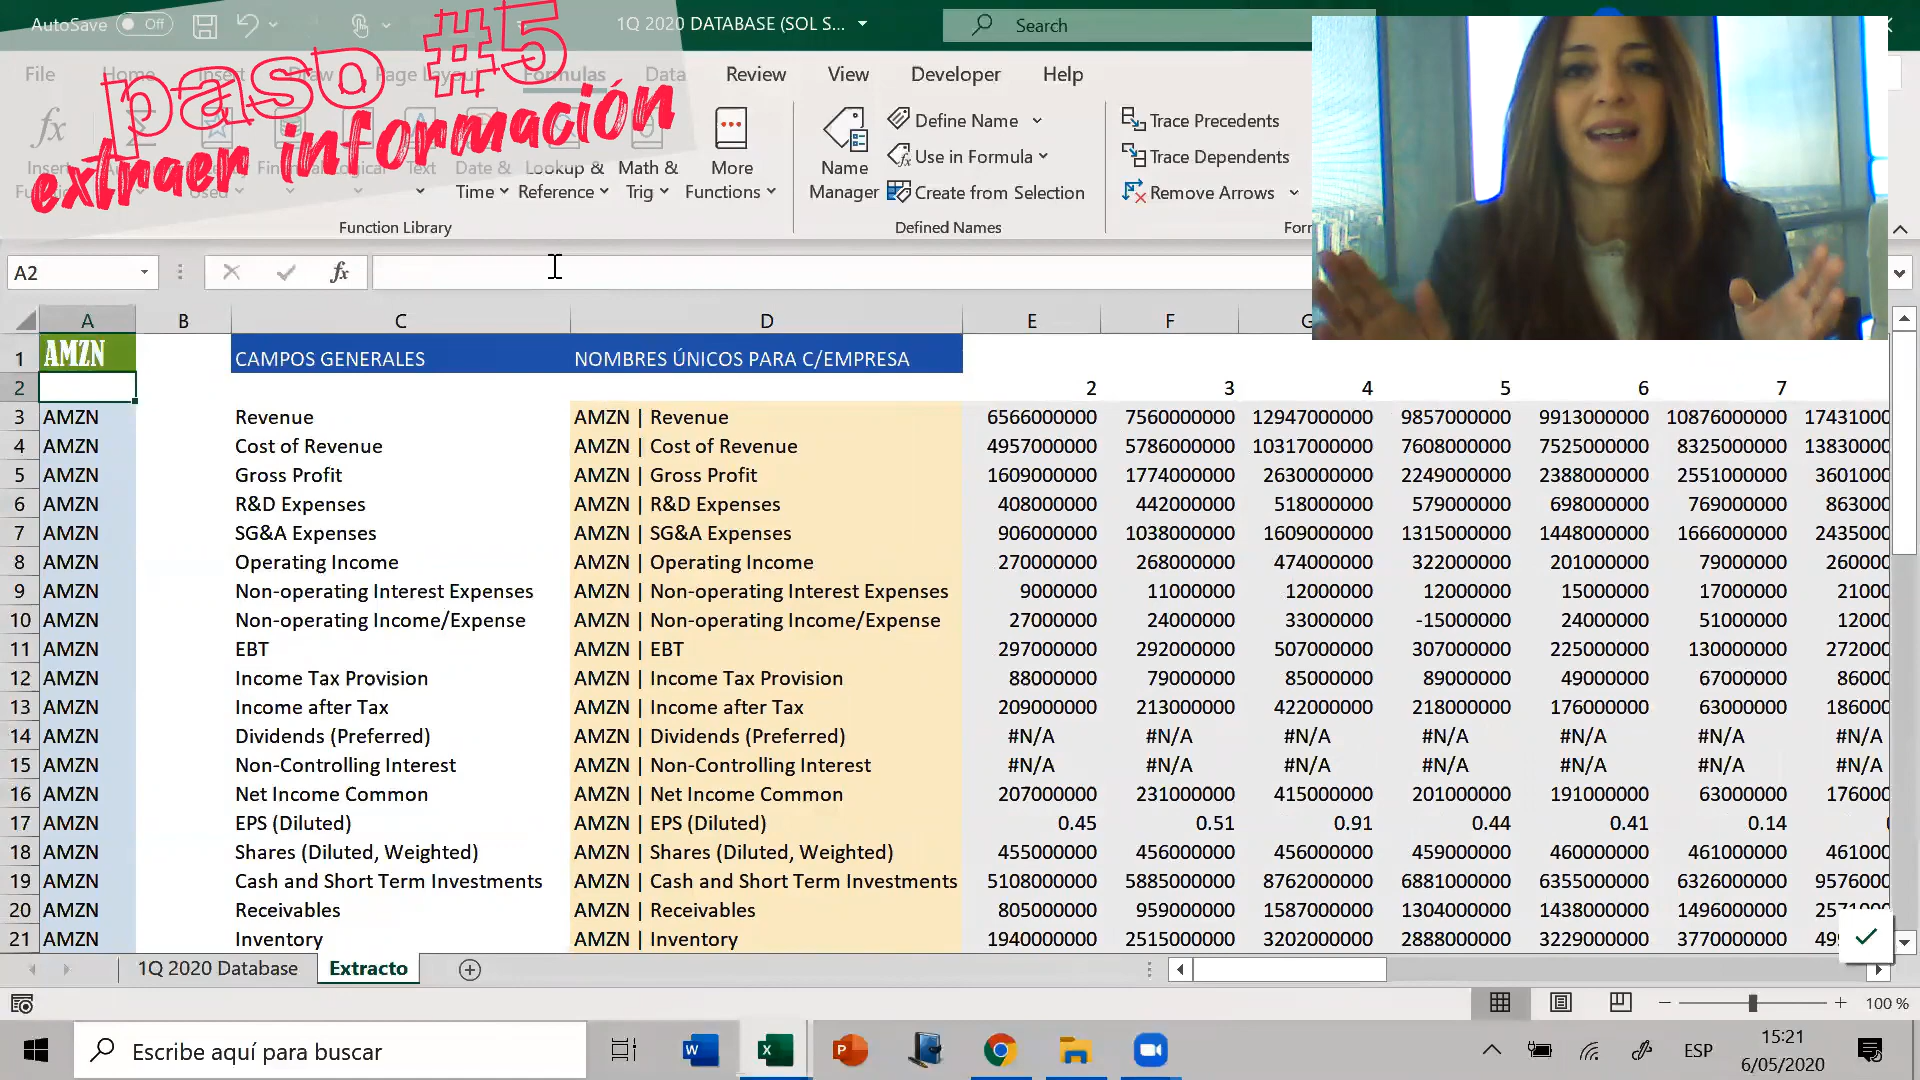 AutoSave Off
1Q 2020 DATABASE (SOL S...
Search
paso #5
extraer información
File Home Insert Draw Page Layout Formulas Data Review View Developer Help
fx
Insert
Logical
Text
Date & Time
Lookup & Reference
Math & Trig
More Functions
Name Manager
Define Name
Use in Formula
Create from Selection
Trace Precedents
Trace Dependents
Remove Arrows
Function Library
Defined Names
A2
fx
A B C D E F
1 AMZN CAMPOS GENERALES NOMBRES ÚNICOS PARA C/EMPRESA
2 2 3 4 5 6 7
3 AMZN Revenue AMZN | Revenue 6566000000 7560000000 12947000000 9857000000 9913000000 10876000000
4 AMZN Cost of Revenue AMZN | Cost of Revenue 4957000000 5786000000 10317000000 7608000000 7525000000 8325000000
5 AMZN Gross Profit AMZN | Gross Profit 1609000000 1774000000 2630000000 2249000000 2388000000 2551000000
6 AMZN R&D Expenses AMZN | R&D Expenses 408000000 442000000 518000000 579000000 698000000 769000000
7 AMZN SG&A Expenses AMZN | SG&A Expenses 906000000 1038000000 1609000000 1315000000 1448000000 1666000000
8 AMZN Operating Income AMZN | Operating Income 270000000 268000000 474000000 322000000 201000000 79000000
9 AMZN Non-operating Interest Expenses AMZN | Non-operating Interest Expenses 9000000 11000000 12000000 12000000 15000000 17000000
10 AMZN Non-operating Income/Expense AMZN | Non-operating Income/Expense 27000000 24000000 33000000 -15000000 24000000 51000000
11 AMZN EBT AMZN | EBT 297000000 292000000 507000000 307000000 225000000 130000000
12 AMZN Income Tax Provision AMZN | Income Tax Provision 88000000 79000000 85000000 89000000 49000000 67000000
13 AMZN Income after Tax AMZN | Income after Tax 209000000 213000000 422000000 218000000 176000000 63000000
14 AMZN Dividends (Preferred) AMZN | Dividends (Preferred) #N/A #N/A #N/A #N/A #N/A #N/A #N/A
15 AMZN Non-Controlling Interest AMZN | Non-Controlling Interest #N/A #N/A #N/A #N/A #N/A #N/A #N/A
16 AMZN Net Income Common AMZN | Net Income Common 207000000 231000000 415000000 201000000 191000000 63000000
17 AMZN EPS (Diluted) AMZN | EPS (Diluted) 0.45 0.51 0.91 0.44 0.41 0.14
18 AMZN Shares (Diluted, Weighted) AMZN | Shares (Diluted, Weighted) 455000000 456000000 456000000 459000000 460000000 461000000
19 AMZN Cash and Short Term Investments AMZN | Cash and Short Term Investments 5108000000 5885000000 8762000000 6881000000 6355000000 6326000000
20 AMZN Receivables AMZN | Receivables 805000000 959000000 1587000000 1304000000 1438000000 1496000000
21 AMZN Inventory AMZN | Inventory 1940000000 2515000000 3202000000 2888000000 3229000000 3770000000
1Q 2020 Database Extracto
100 %
Escribe aquí para buscar
ESP
15:21
6/05/2020